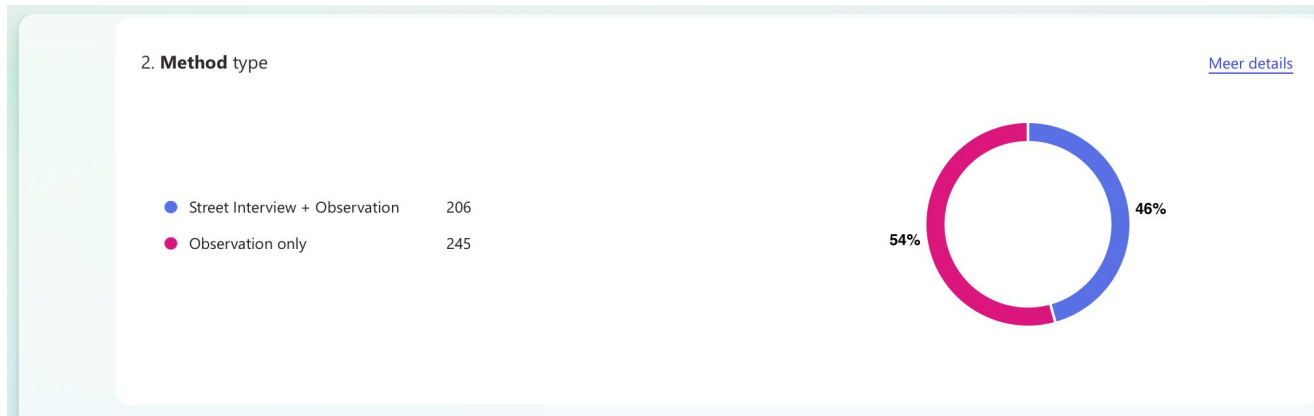 2. Method type
Meer details
Street Interview + Observation 206
Observation only 245
46%
54%